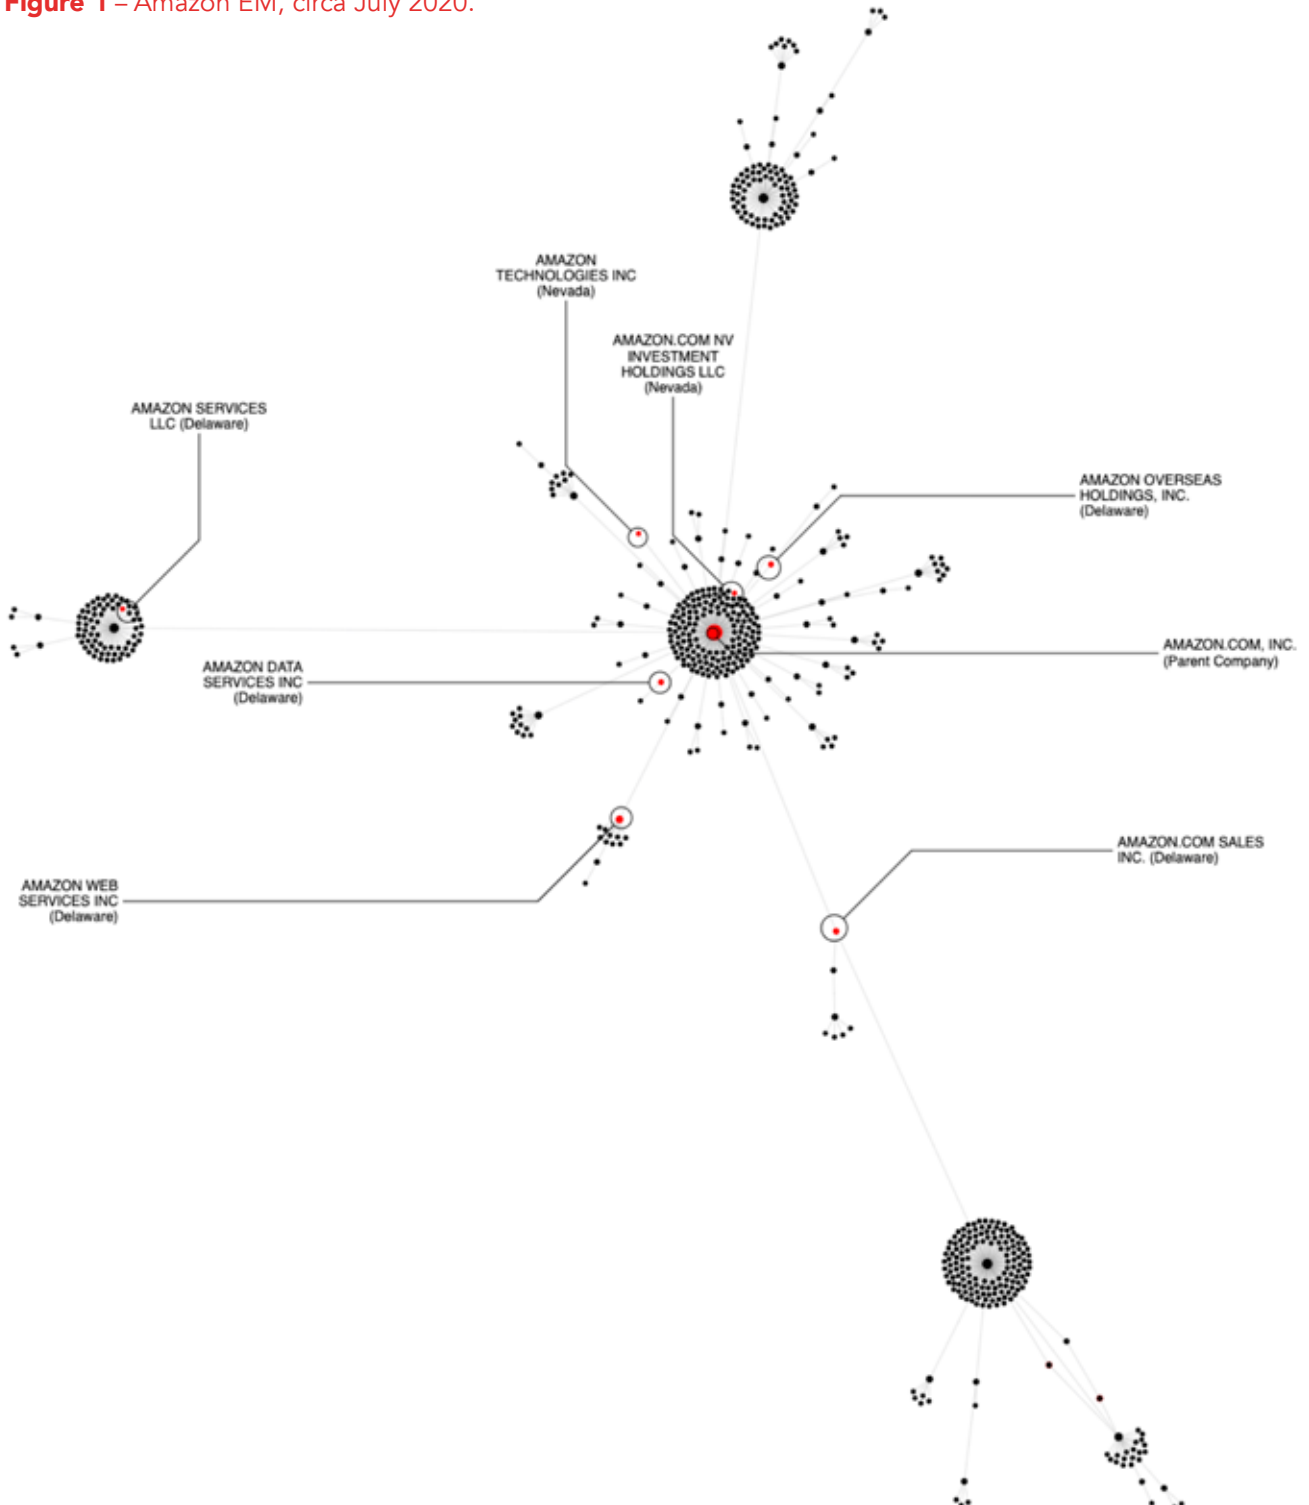 Figure 1 – Amazon EM, circa July 2020.
AMAZON
TECHNOLOGIES INC
(Nevada)
AMAZON.COM NV
INVESTMENT
HOLDINGS LLC
(Nevada)
AMAZON SERVICES
LLC (Delaware)
AMAZON OVERSEAS
HOLDINGS, INC.
(Delaware)
AMAZON.COM, INC.
(Parent Company)
AMAZON DATA
SERVICES INC
(Delaware)
AMAZON.COM SALES
INC. (Delaware)
AMAZON WEB
SERVICES INC
(Delaware)